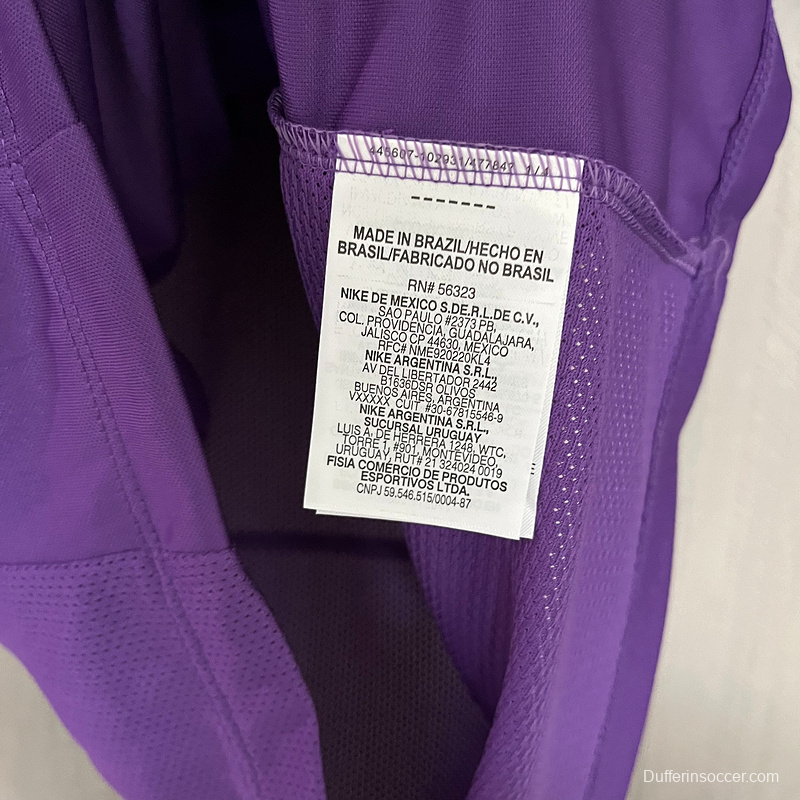 -------
MADE IN BRAZIL/HECHO EN
BRASIL/FABRICADO NO BRASIL
RN# 56323
NIKE DE MEXICO S.DE.R.L.DE C.V.,
SAO PAULO #2373 PB,
COL. PROVIDENCIA, GUADALAJARA,
JALISCO CP 44630, MEXICO
RFC# NME920220KL4
NIKE ARGENTINA S.R.L.,
AV DEL LIBERTADOR 2442
B1636DSR OLIVOS
BUENOS AIRES, ARGENTINA
VXXXXX CUIT #30-67815546-9
NIKE ARGENTINA S.R.L.,
SUCURSAL URUGUAY
LUIS A. DE HERRERA 1248, WTC,
TORRE 1, #901, MONTEVIDEO,
URUGUAY, RUT# 21 324024 0019
FISIA COMÉRCIO DE PRODUTOS
ESPORTIVOS LTDA.
CNPJ 59.546.515/0004-87
Dufferinsoccer.com